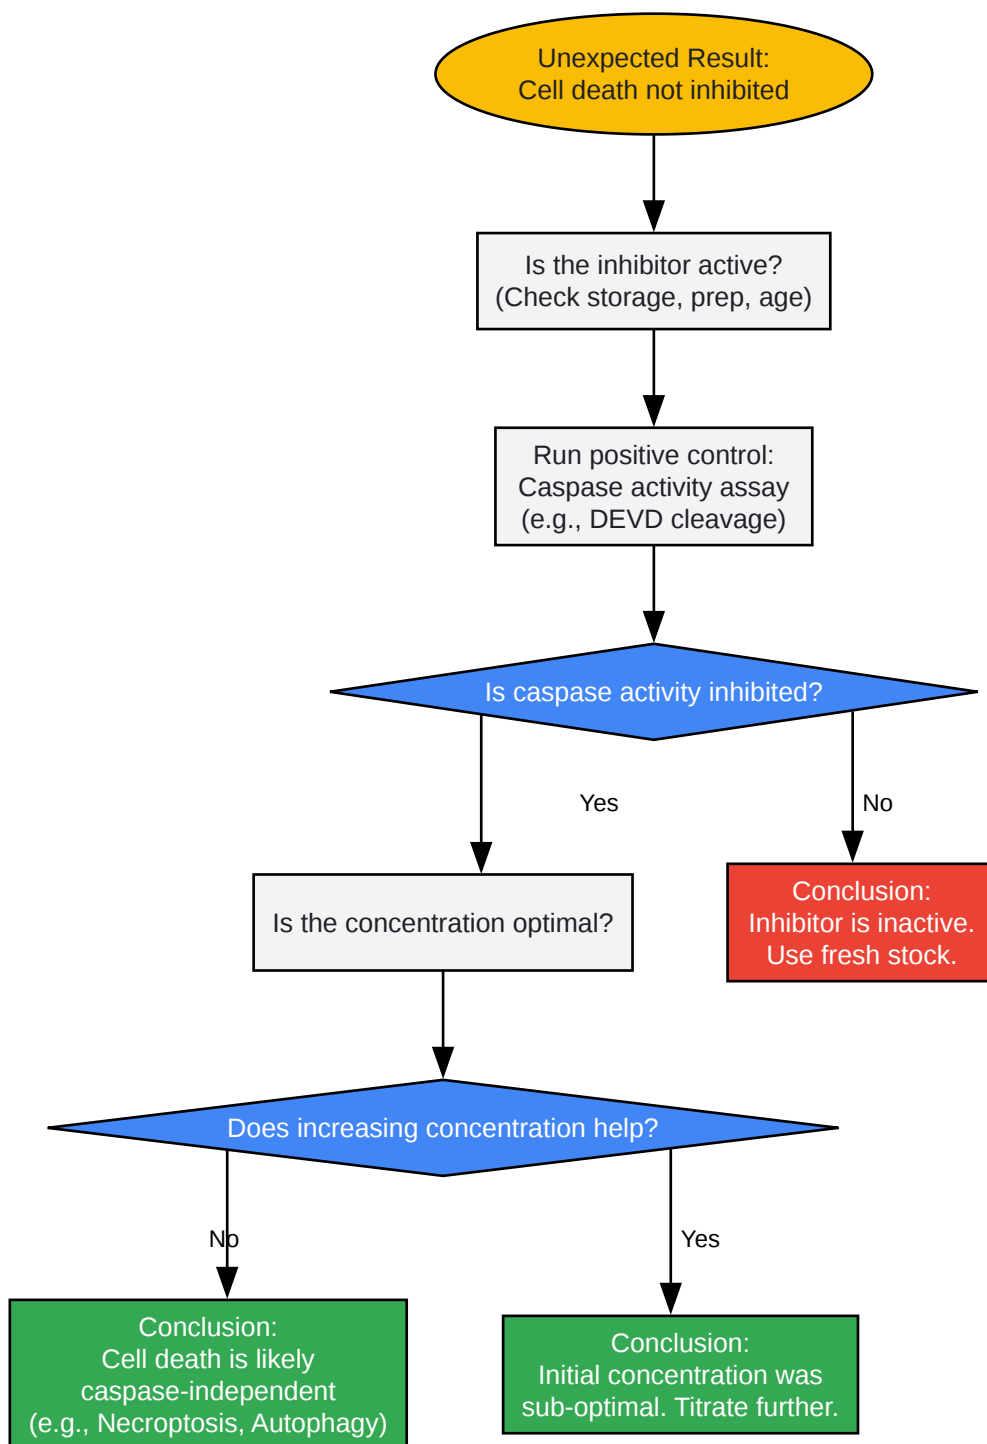 Unexpected Result:
Cell death not inhibited
Is the inhibitor active?
(Check storage, prep, age)
Run positive control:
Caspase activity assay
(e.g., DEVD cleavage)
Is caspase activity inhibited?
Yes
No
Is the concentration optimal?
Conclusion:
Inhibitor is inactive.
Use fresh stock.
Does increasing concentration help?
No
Yes
Conclusion:
Cell death is likely
caspase-independent
(e.g., Necroptosis, Autophagy)
Conclusion:
Initial concentration was
sub-optimal. Titrate further.